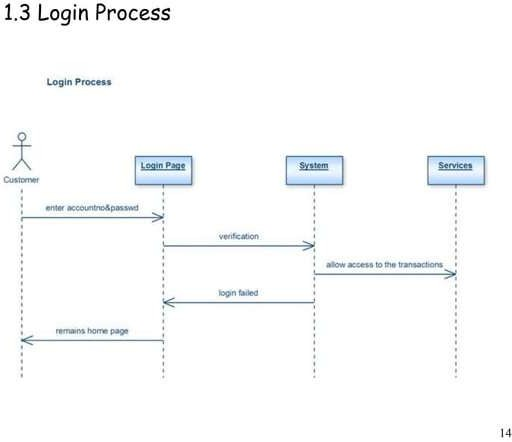 1.3 Login Process
Login Process
Customer
Login Page
System
Services
enter accountno&passwd
verification
allow access to the transactions
login failed
remains home page
14